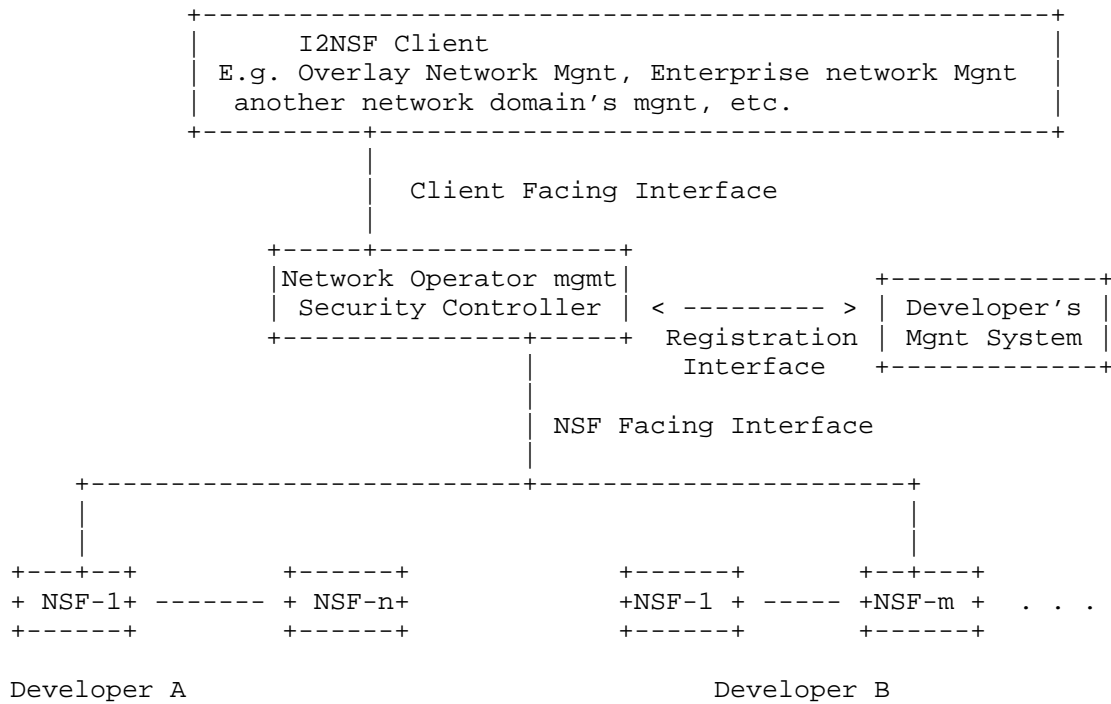 I2NSF Client
E.g. Overlay Network Mgnt, Enterprise network Mgnt
another network domain's mgnt, etc.
Client Facing Interface
Network Operator mgmt
Security Controller
< --------- >
Developer's
Registration
Mgnt System
Interface
NSF Facing Interface
NSF-1 ------- NSF-n NSF-1 ----- NSF-m . . .
Developer A Developer B